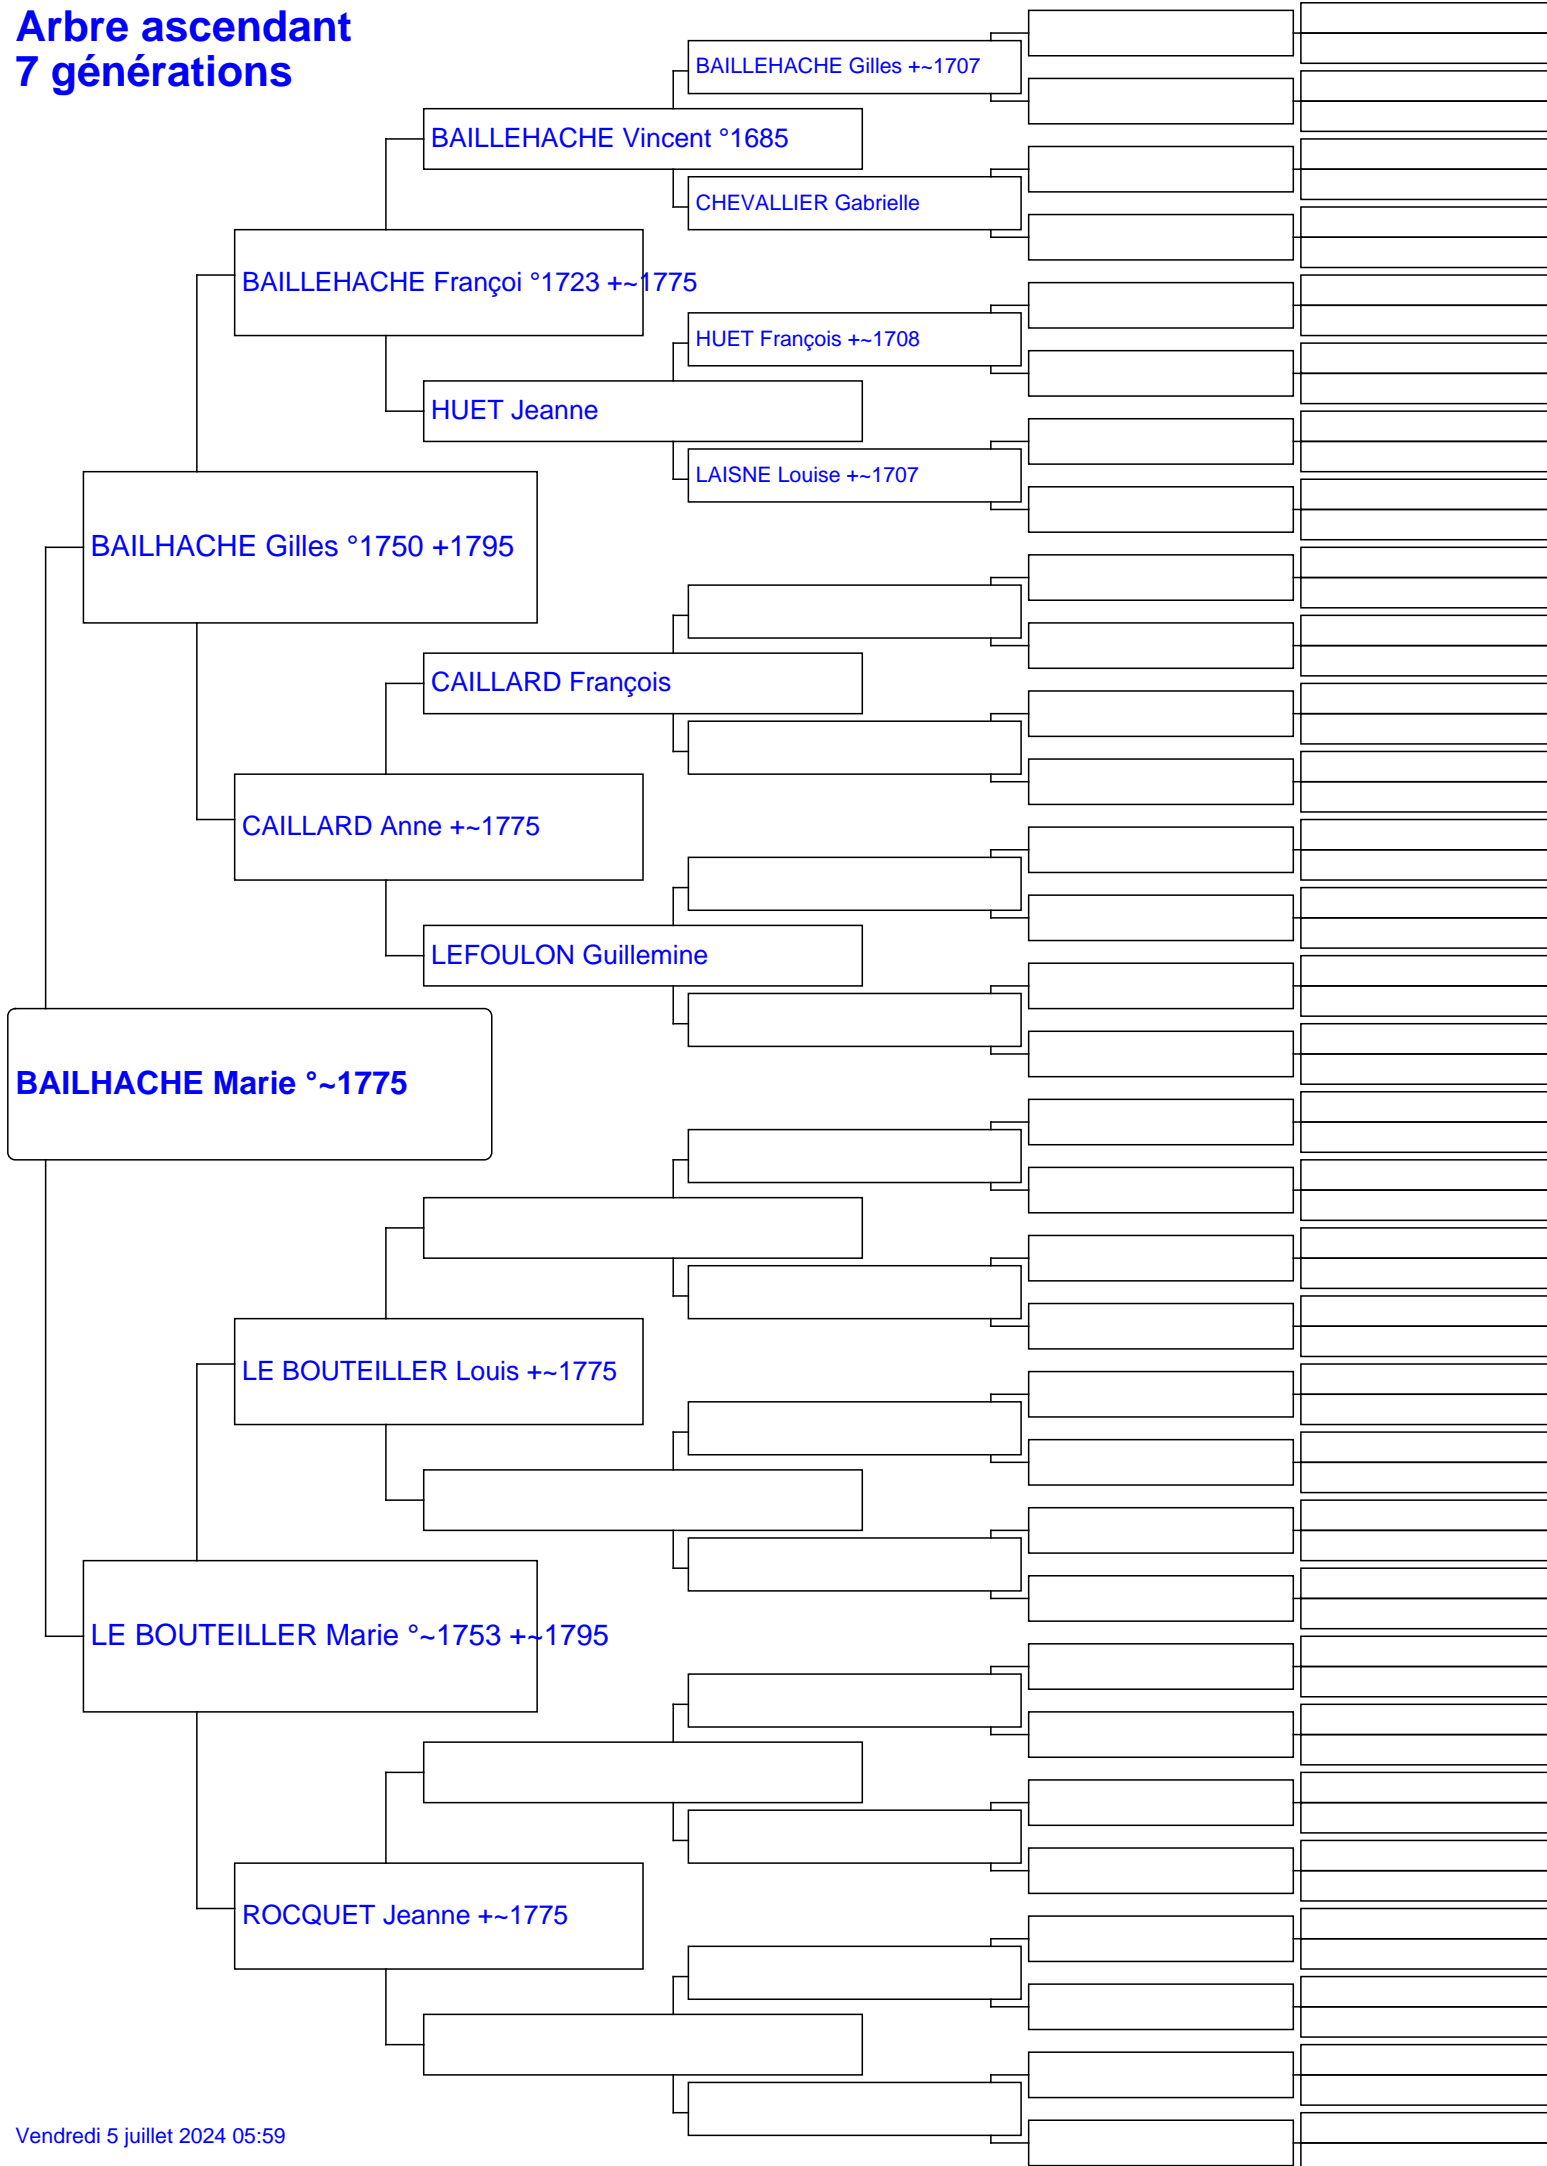 Arbre ascendant
7 générations
BAILLEHACHE Gilles +~1707
BAILLEHACHE Vincent °1685
CHEVALLIER Gabrielle
BAILLEHACHE Françoi °1723 +~1775
HUET François +~1708
HUET Jeanne
LAISNE Louise +~1707
BAILHACHE Gilles °1750 +1795
CAILLARD François
CAILLARD Anne +~1775
LEFOULON Guillemine
BAILHACHE Marie °~1775
LE BOUTEILLER Louis +~1775
LE BOUTEILLER Marie °~1753 +~1795
ROCQUET Jeanne +~1775
Vendredi 5 juillet 2024 05:59